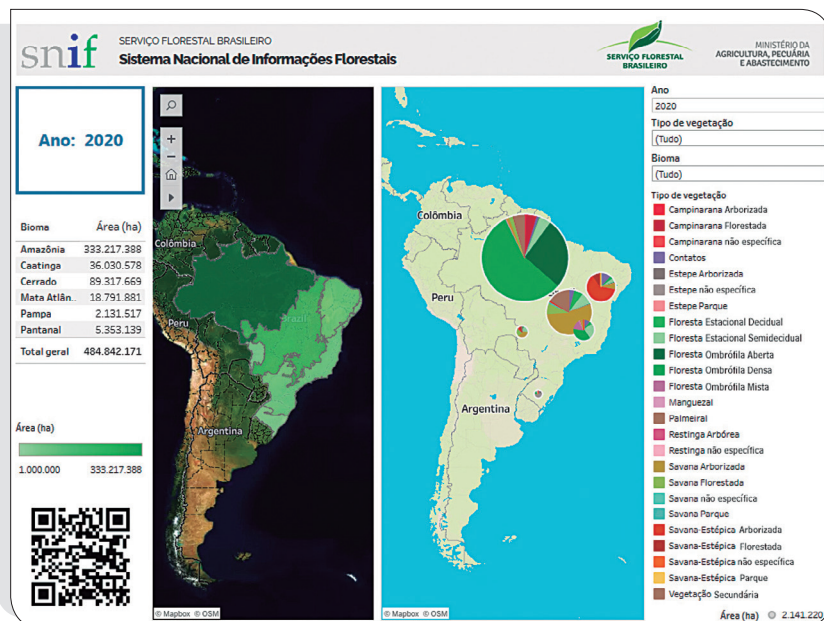 snif
SERVIÇO FLORESTAL BRASILEIRO
Sistema Nacional de Informações Florestais
SERVIÇO FLORESTAL
BRASILEIRO
MINISTÉRIO DA
AGRICULTURA, PECUÁRIA
E ABASTECIMENTO
Ano: 2020
Bioma Área (ha)
Amazônia 333.217.388
Caatinga 36.030.578
Cerrado 89.317.669
Mata Atlân.. 18.791.881
Pampa 2.131.517
Pantanal 5.353.139
Total geral 484.842.171
Área (ha)
1.000.000 333.217.388
Colômbia
Peru
Brazil
Argentina
© Mapbox © OSM
Colômbia
Peru
Argentina
© Mapbox © OSM
Ano
2020
Tipo de vegetação
(Tudo)
Bioma
(Tudo)
Tipo de vegetação
Campinarana Arborizada
Campinarana Florestada
Campinarana não específica
Contatos
Estepe Arborizada
Estepe não específica
Estepe Parque
Floresta Estacional Decidual
Floresta Estacional Semidecidual
Floresta Ombrófila Aberta
Floresta Ombrófila Densa
Floresta Ombrófila Mista
Manguezal
Palmeiral
Restinga Arbórea
Restinga não específica
Savana Arborizada
Savana Florestada
Savana não específica
Savana Parque
Savana-Estépica Arborizada
Savana-Estépica Florestada
Savana-Estépica não específica
Savana-Estépica Parque
Vegetação Secundária
Área (ha) 2.141.220